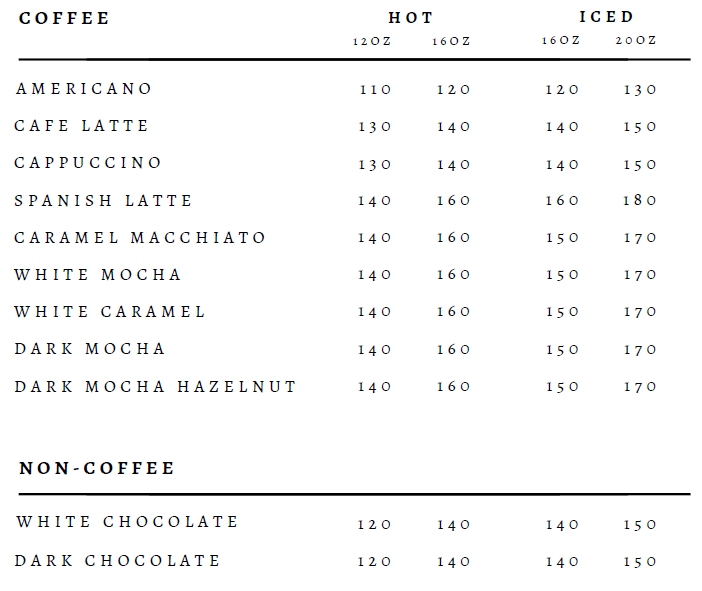 COFFEE HOT ICED
12OZ 16OZ 16OZ 20OZ
AMERICANO 110 120 120 130
CAFE LATTE 130 140 140 150
CAPPUCCINO 130 140 140 150
SPANISH LATTE 140 160 160 180
CARAMEL MACCHIATO 140 160 150 170
WHITE MOCHA 140 160 150 170
WHITE CARAMEL 140 160 150 170
DARK MOCHA 140 160 150 170
DARK MOCHA HAZELNUT 140 160 150 170
NON-COFFEE
WHITE CHOCOLATE 120 140 140 150
DARK CHOCOLATE 120 140 140 150